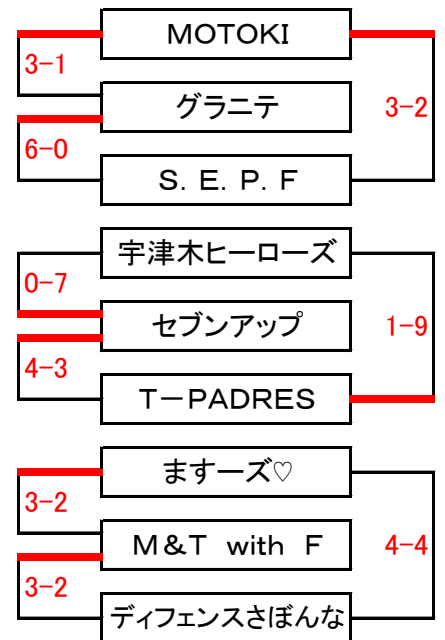 MOTOKI
3-1
グラニテ
3-2
6-0
S. E. P. F
宇津木ヒーローズ
0-7
セブンアップ
1-9
4-3
T-PADRES
ますーズ♡
3-2
M&T with F
4-4
3-2
ディフェンスさぼんな